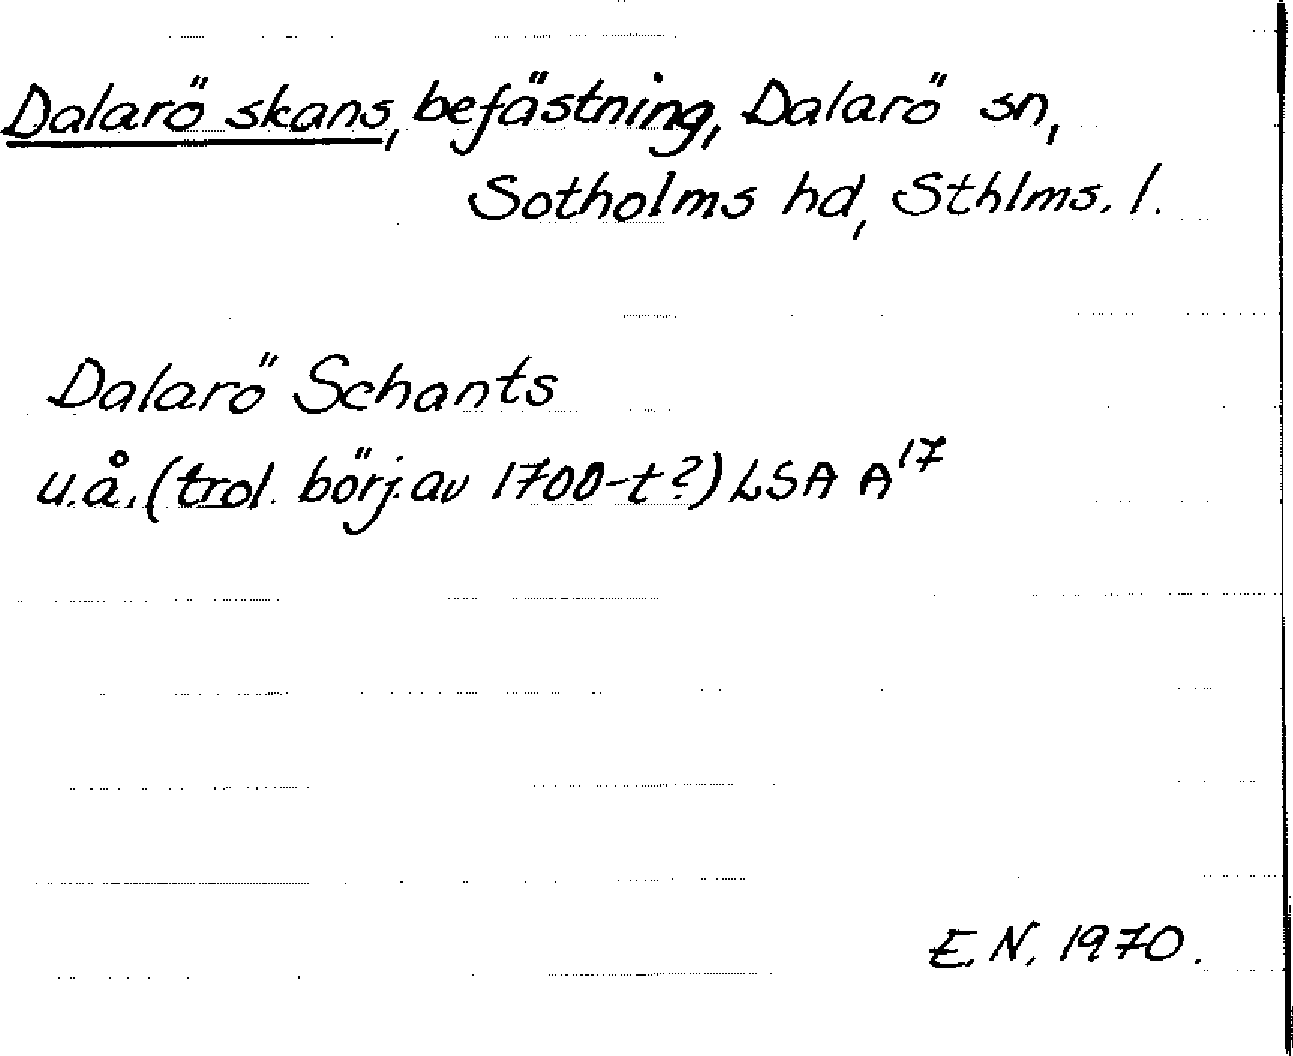 Dalarö skans, befästning, Dalarö sn,
Sotholms hd, Sthlms. l.
Dalarö Schants
u.å. (trol. börj. av 1700-t?) LSA A¹⁷
E.N. 1970.